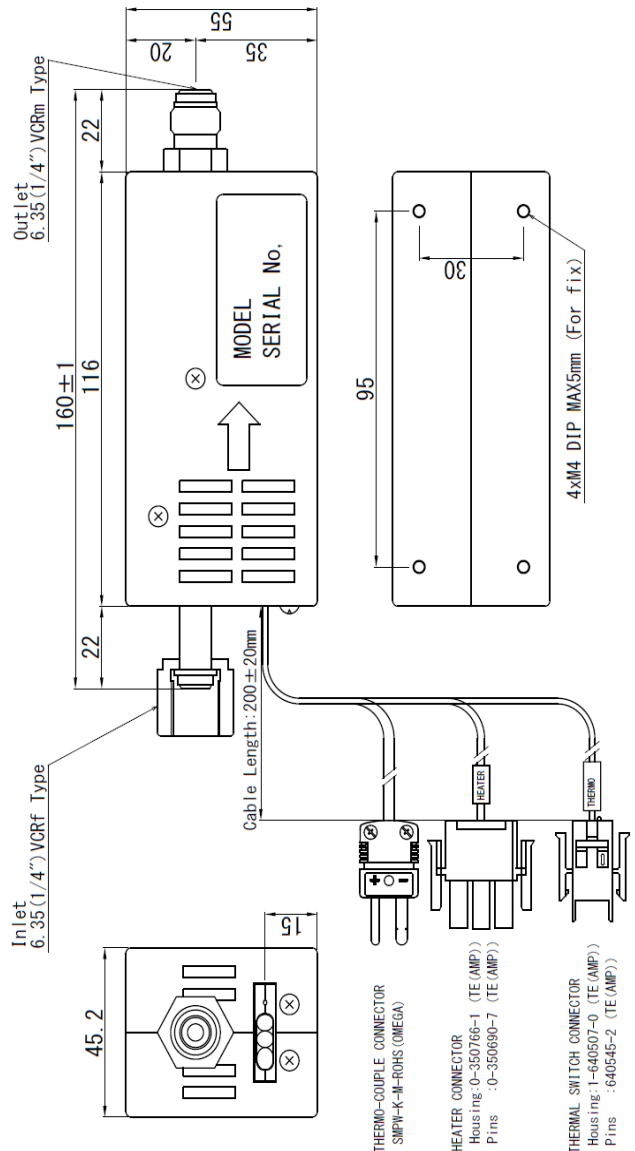 Inlet
6.35(1/4″)VCRf Type
Outlet
6.35(1/4″)VCRm Type
160±1
22
116
22
45.2
15
20
35
55
MODEL
SERIAL No,
Cable Length:200±20mm
95
30
4xM4 DIP MAX5mm (For fix)
+
-
HEATER
THERMO
THERMO-COUPLE CONNECTOR
SMPW-K-M-ROHS(OMEGA)
HEATER CONNECTOR
Housing:0-350766-1 (TE(AMP))
Pins :0-350690-7 (TE(AMP))
THERMAL SWITCH CONNECTOR
Housing:1-640507-0 (TE(AMP))
Pins :640545-2 (TE(AMP))